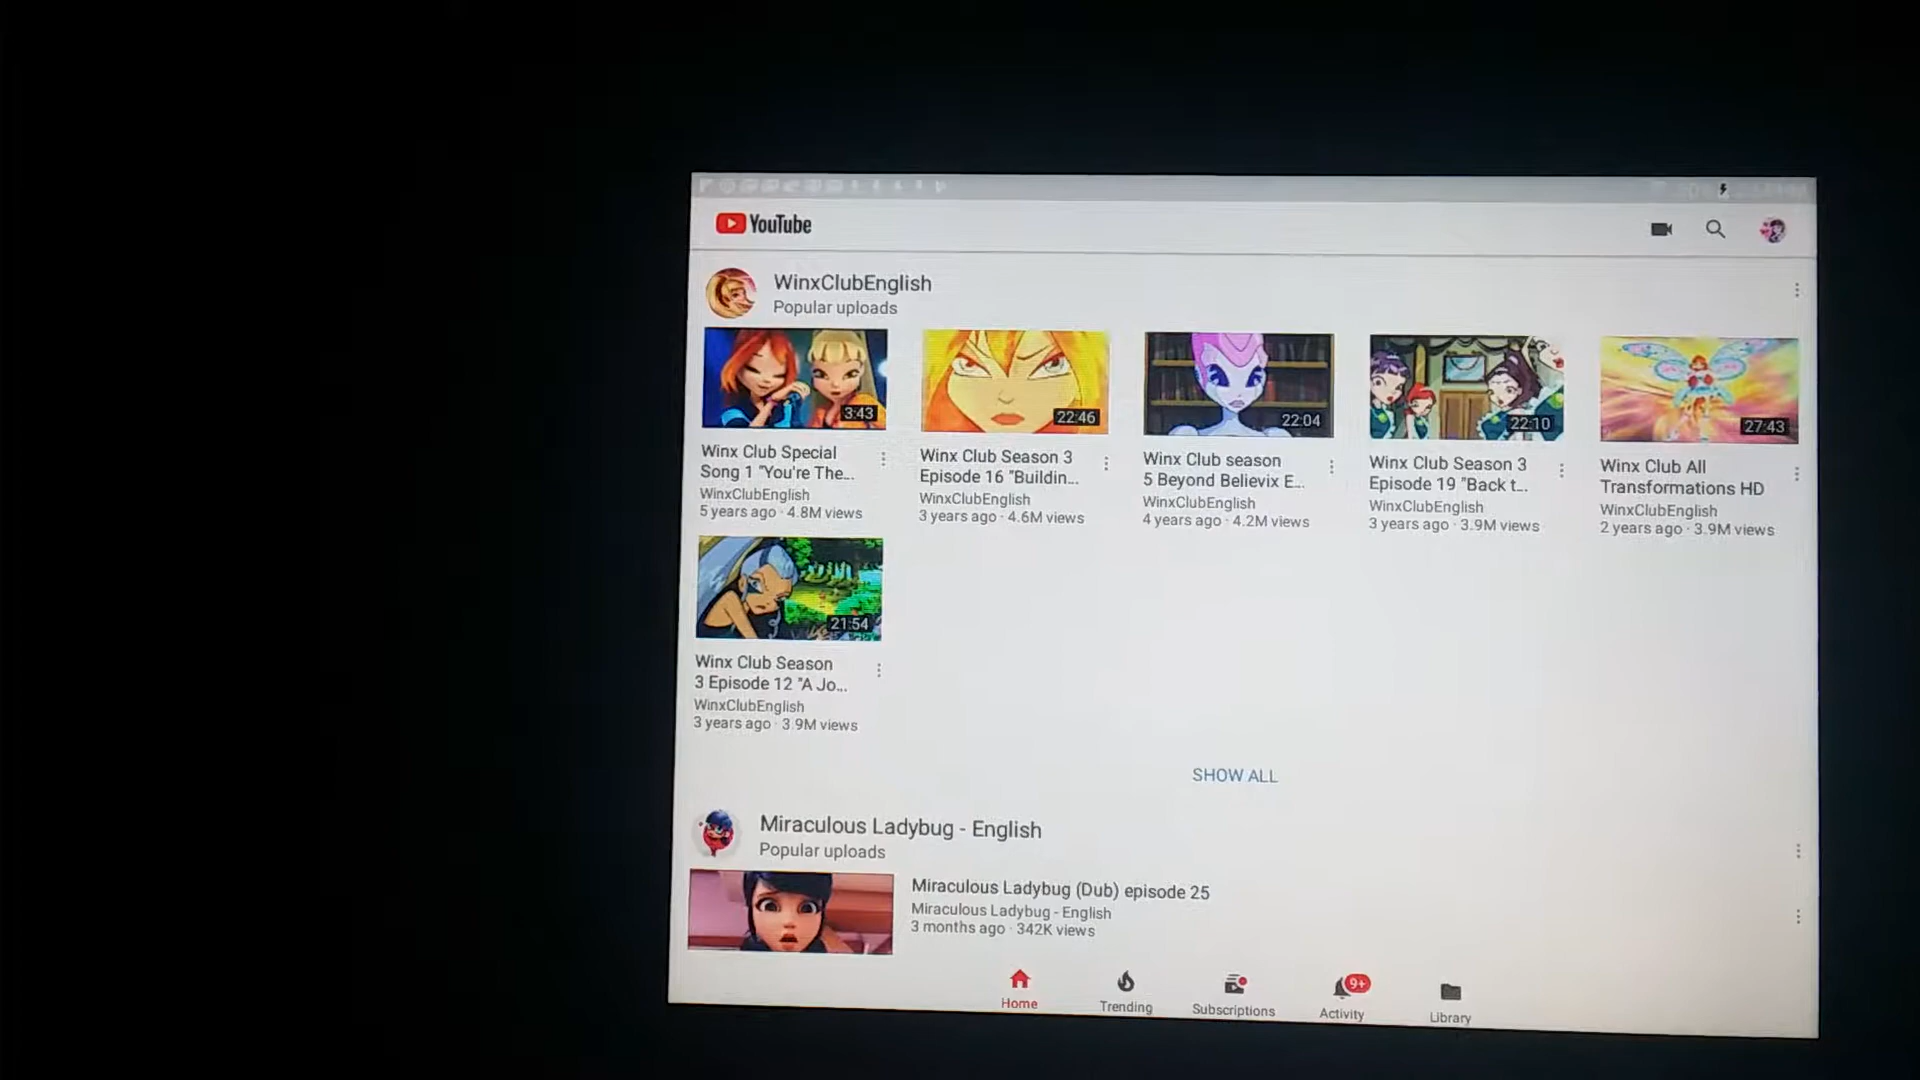 YouTube
WinxClubEnglish
Popular uploads
3:43
22:46
22:04
22:10
27:43
Winx Club Special
Song 1 "You're The...
WinxClubEnglish
5 years ago · 4.8M views
Winx Club Season 3
Episode 16 "Buildin...
WinxClubEnglish
3 years ago · 4.6M views
Winx Club season
5 Beyond Believix E...
WinxClubEnglish
4 years ago · 4.2M views
Winx Club Season 3
Episode 19 "Back t...
WinxClubEnglish
3 years ago · 3.9M views
Winx Club All
Transformations HD
WinxClubEnglish
2 years ago · 3.9M views
21:54
Winx Club Season
3 Episode 12 "A Jo...
WinxClubEnglish
3 years ago · 3.9M views
SHOW ALL
Miraculous Ladybug - English
Popular uploads
Miraculous Ladybug (Dub) episode 25
Miraculous Ladybug - English
3 months ago · 342K views
9+
Home
Trending
Subscriptions
Activity
Library